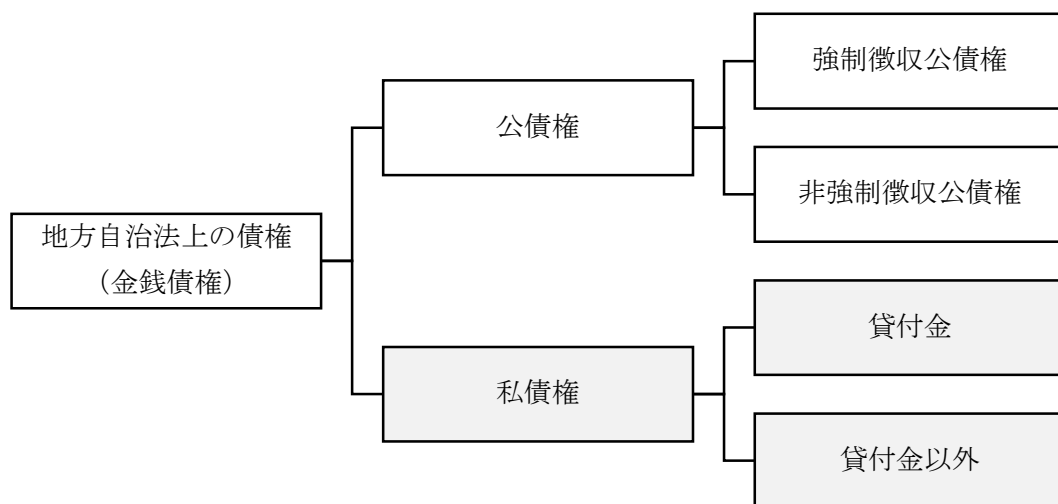 地方自治法上の債権
（金銭債権）
公債権
強制徴収公債権
非強制徴収公債権
私債権
貸付金
貸付金以外